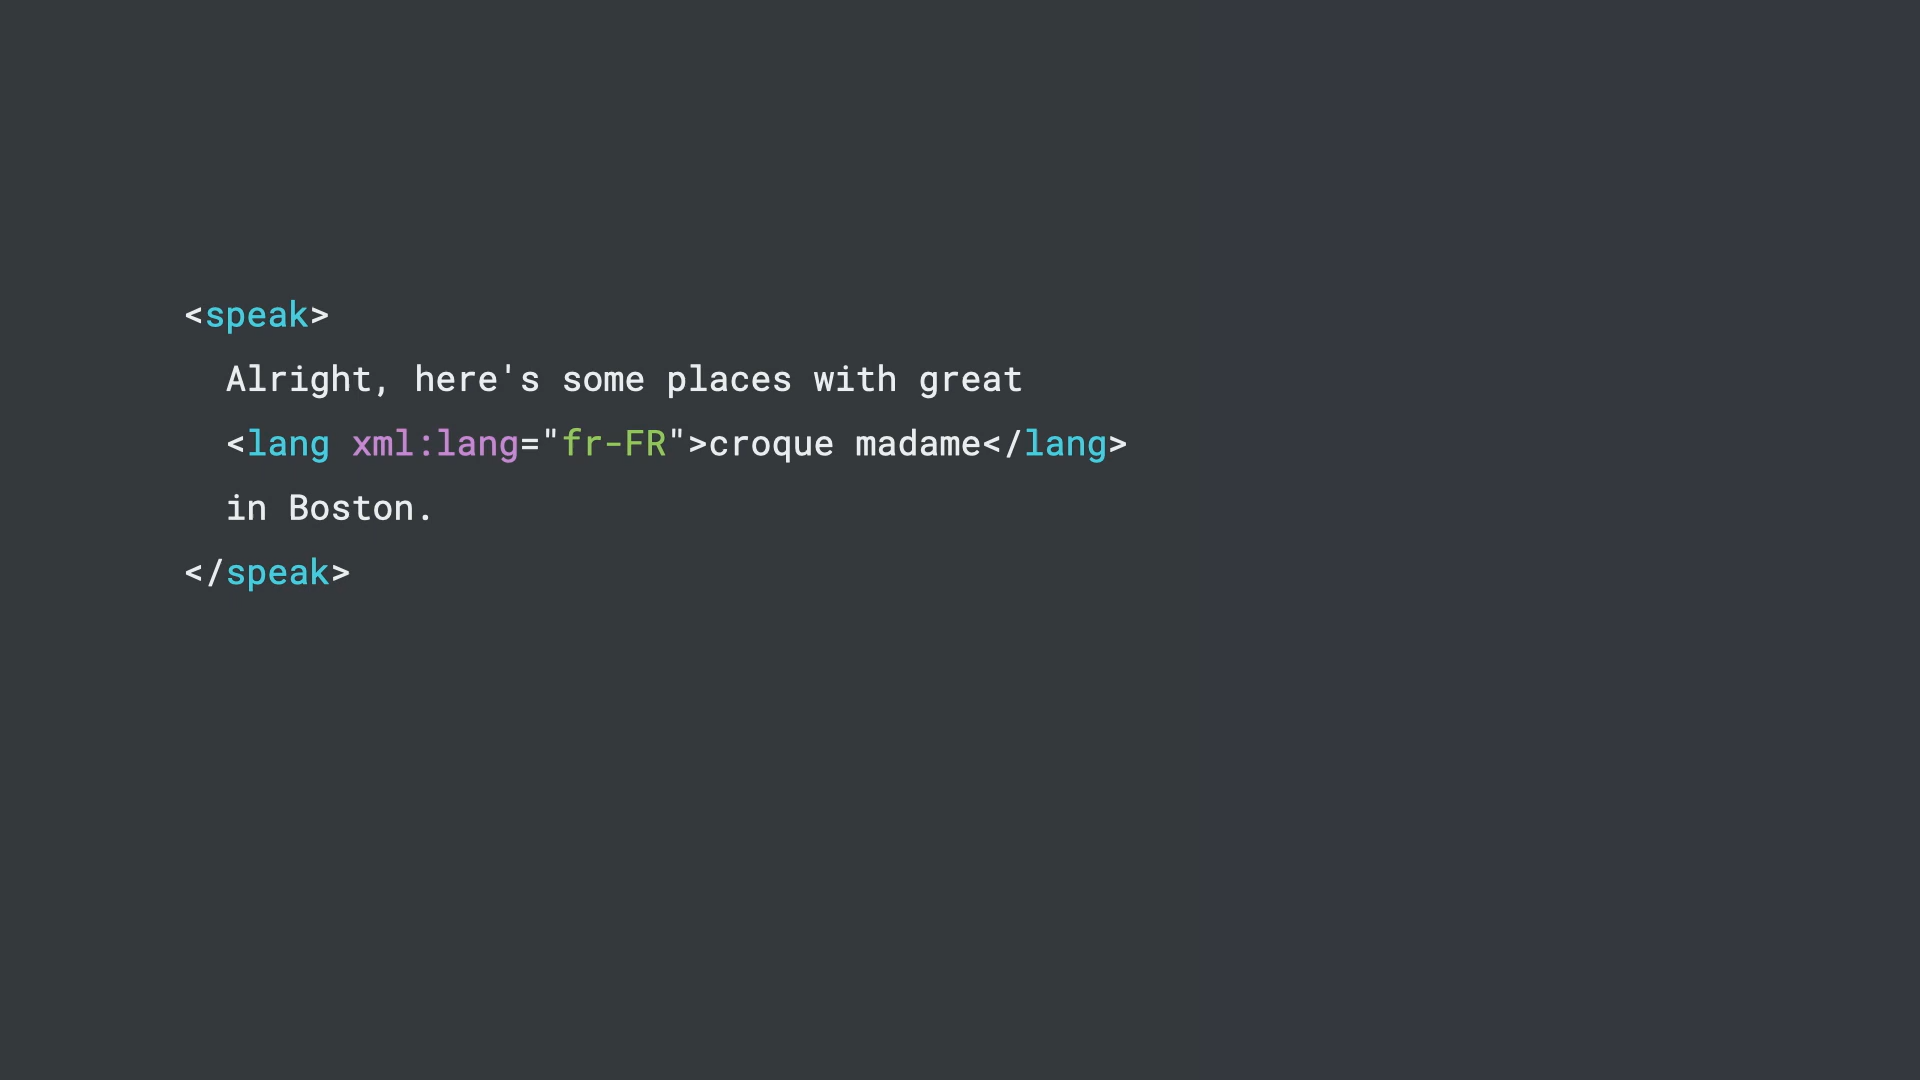 <speak>
Alright, here's some places with great
<lang xml:lang="fr-FR">croque madame</lang>
in Boston.
</speak>